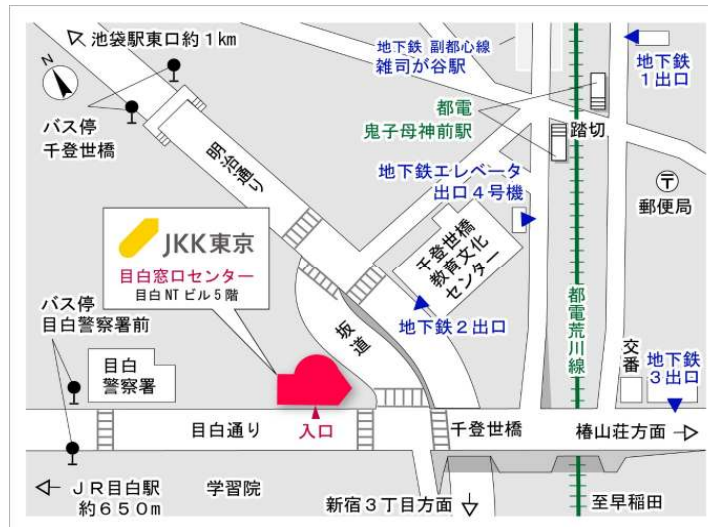 池袋駅東口約1km
N
バス停
千登世橋
明治通り
地下鉄 副都心線
雑司が谷駅
地下鉄
1出口
都電
鬼子母神前駅
踏切
地下鉄エレベータ
出口4号機
〒
郵便局
千登世橋
教育文化
センター
地下鉄2出口
JKK東京
目白窓口センター
目白NTビル5階
バス停
目白警察署前
目白
警察署
坂道
都電荒川線
交番
地下鉄
3出口
目白通り
入口
千登世橋
椿山荘方面
JR目白駅
約650m
学習院
新宿3丁目方面
至早稲田